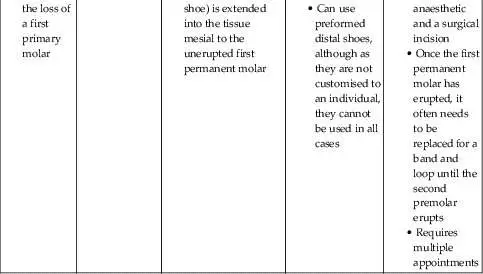 the loss of
a first
primary
molar
shoe) is extended
into the tissue
mesial to the
unerupted first
permanent molar
• Can use
preformed
distal shoes,
although as
they are not
customised to
an individual,
they cannot
be used in all
cases
anaesthetic
and a surgical
incision
• Once the first
permanent
molar has
erupted, it
often needs
to be
replaced for a
band and
loop until the
second
premolar
erupts
• Requires
multiple
appointments